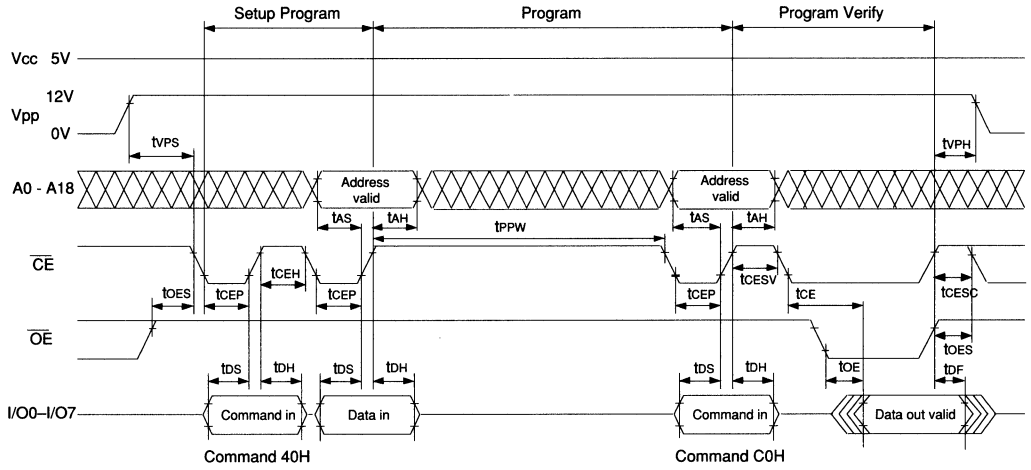 Setup Program Program Program Verify
Vcc 5V
12V
Vpp
0V
tVPS tVPH
A0 - A18 Address valid Address valid
tAS tAH tAS tAH
tPPW
CE
tCEH tCESV tCESC
tOES tCEP tCEP tCEP tCE
OE
tOES
tDS tDH tDS tDH tDS tDH tOE tDF
I/O0–I/O7 Command in Data in Command in Data out valid
Command 40H Command C0H